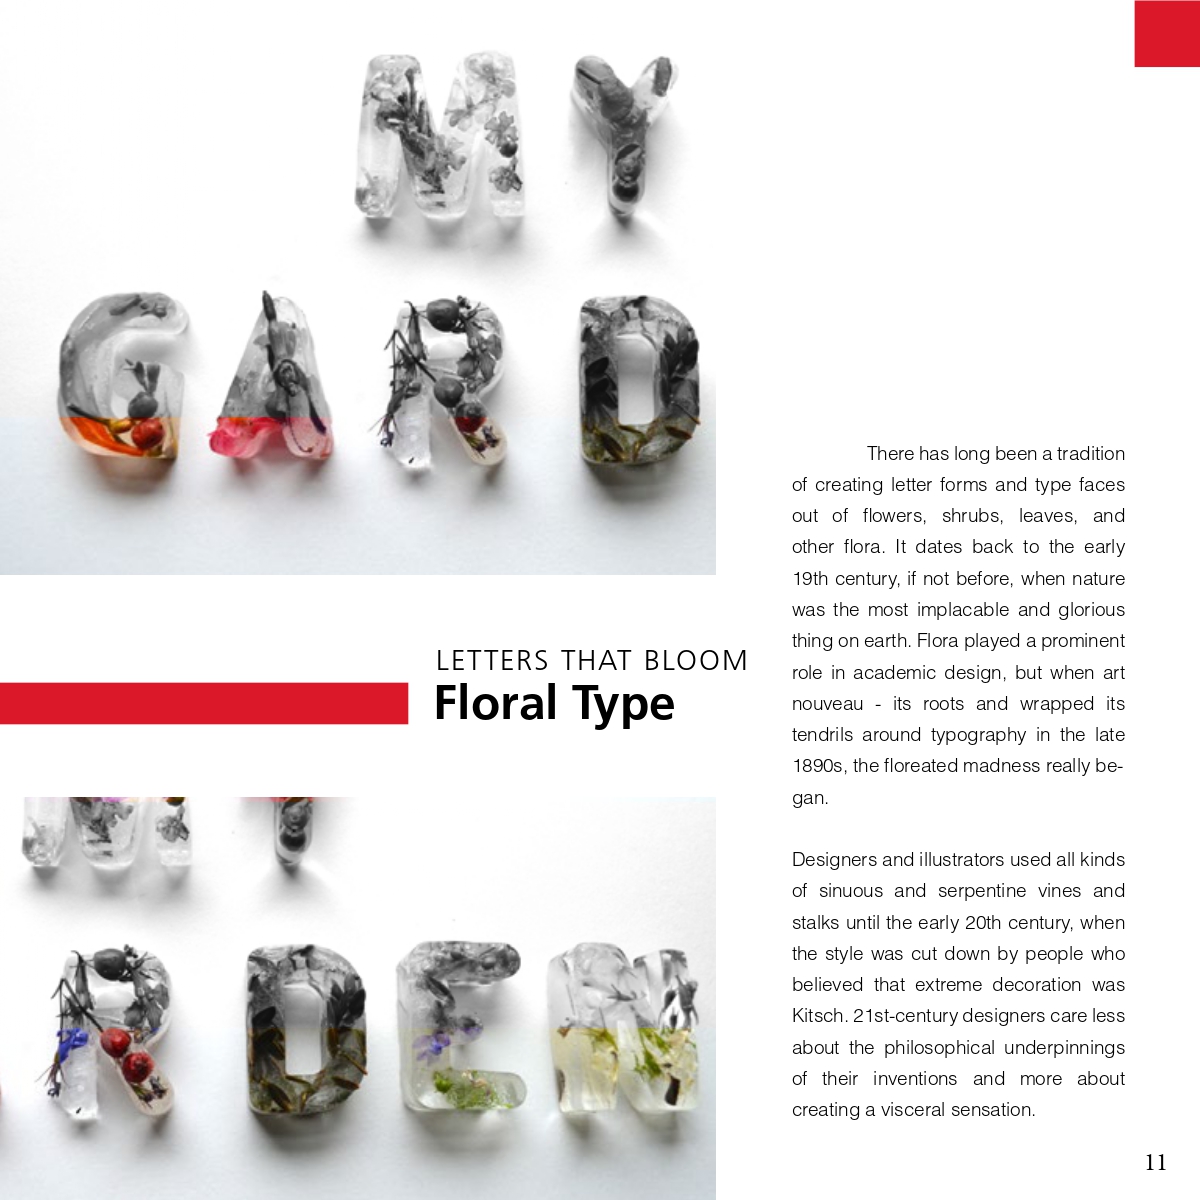 MY
GARD
LETTERS THAT BLOOM
Floral Type
MY
RDEN
There has long been a tradition
of creating letter forms and type faces
out of flowers, shrubs, leaves, and
other flora. It dates back to the early
19th century, if not before, when nature
was the most implacable and glorious
thing on earth. Flora played a prominent
role in academic design, but when art
nouveau - its roots and wrapped its
tendrils around typography in the late
1890s, the floreated madness really be-
gan.
Designers and illustrators used all kinds
of sinuous and serpentine vines and
stalks until the early 20th century, when
the style was cut down by people who
believed that extreme decoration was
Kitsch. 21st-century designers care less
about the philosophical underpinnings
of their inventions and more about
creating a visceral sensation.
11